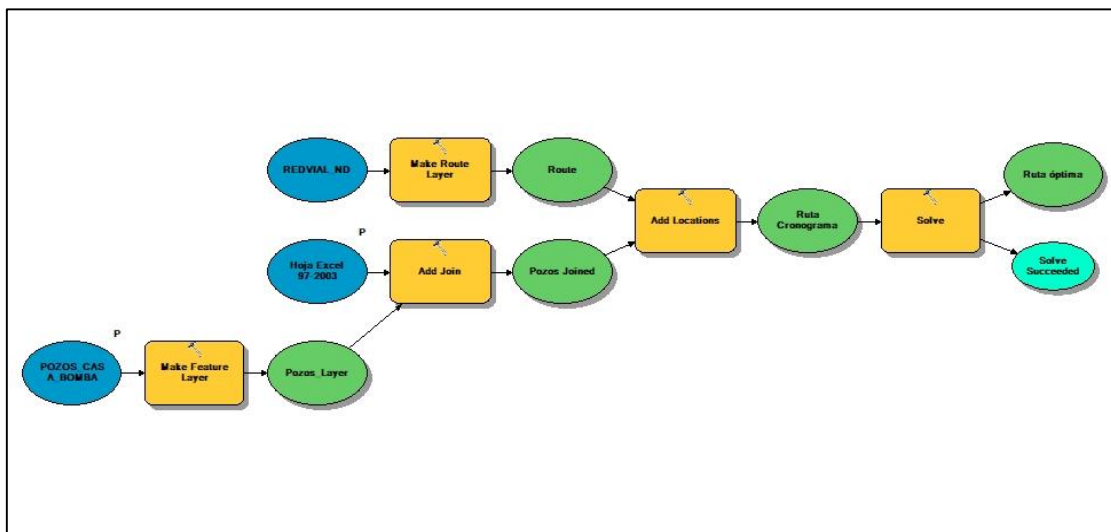 REDVIAL_ND
Make Route
Layer
Route
Ruta óptima
Add Locations
Ruta
Cronograma
Solve
P
Hoja Excel
97-2003
Add Join
Pozos Joined
Solve
Succeeded
P
POZOS_CAS
A_BOMBA
Make Feature
Layer
Pozos_Layer